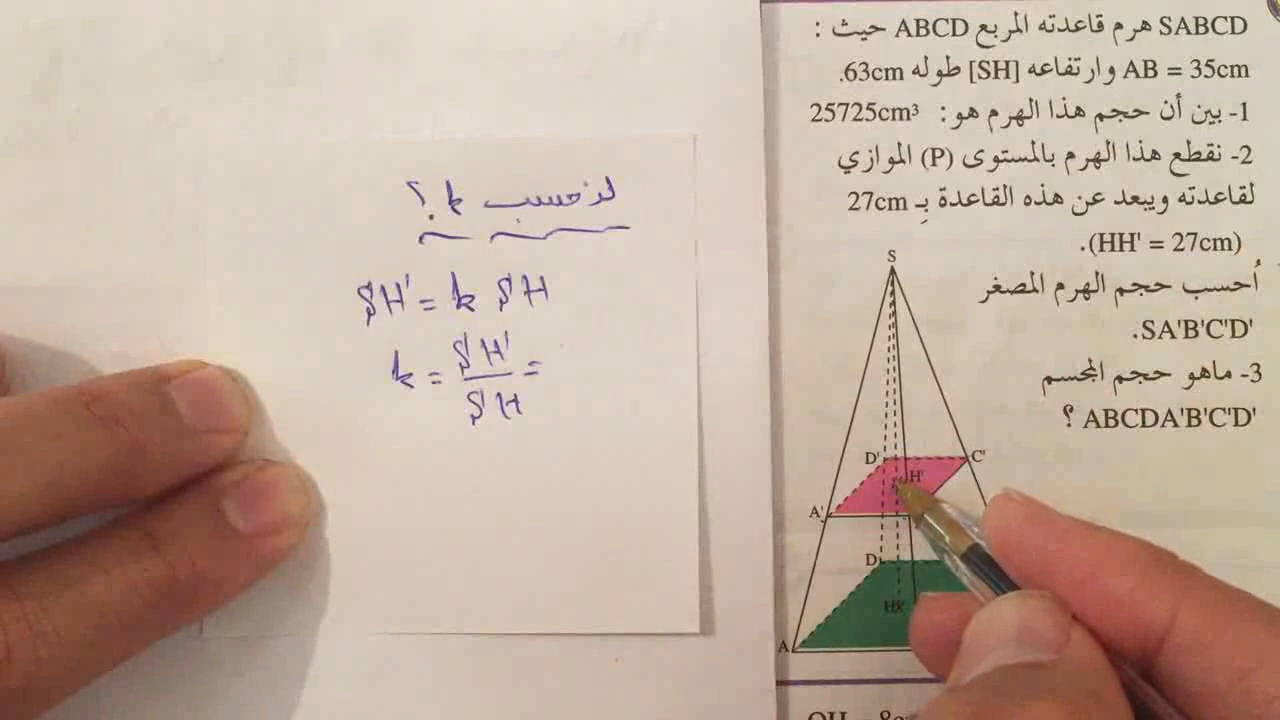 SABCD هرم قاعدته المربع ABCD حيث :
AB = 35cm وارتفاعه [SH] طوله 63cm.
1- بين أن حجم هذا الهرم هو : 25725cm³
2- نقطع هذا الهرم بالمستوى (P) الموازي
لقاعدته ويبعد عن هذه القاعدة بِـ 27cm
(HH' = 27cm).
أُحسب حجم الهرم المصغر
SA'B'C'D'.
3- ماهو حجم المجسم
ABCDA'B'C'D' ؟
S
D'
C'
H'
A'
D
H
A
لنحسب k ؟
SH' = k SH
k = SH'/SH =